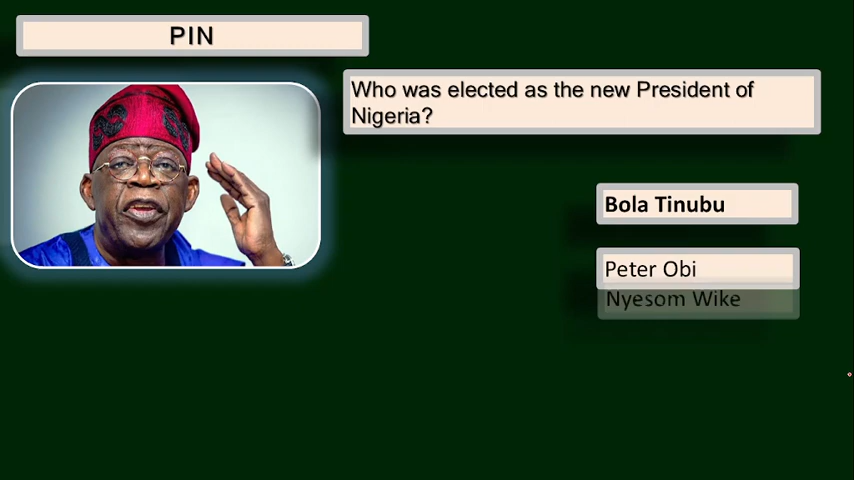 PIN
Who was elected as the new President of
Nigeria?
Bola Tinubu
Peter Obi
Nyesom Wike